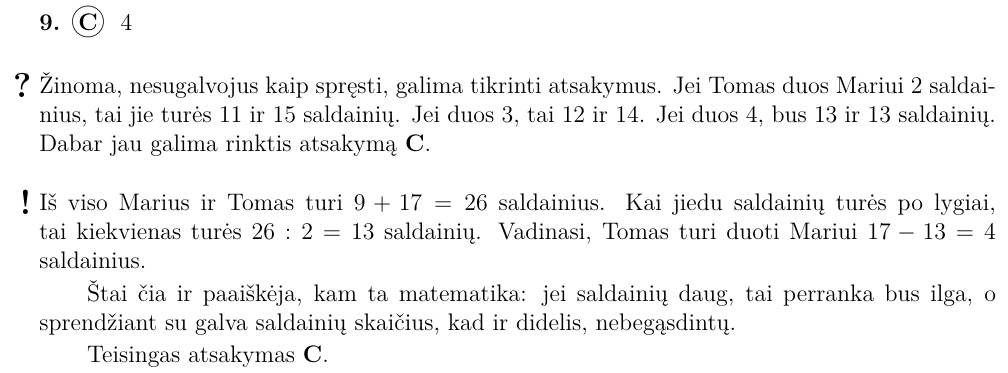 9. C 4
? Žinoma, nesugalvojus kaip spręsti, galima tikrinti atsakymus. Jei Tomas duos Mariui 2 saldai-
nius, tai jie turės 11 ir 15 saldainių. Jei duos 3, tai 12 ir 14. Jei duos 4, bus 13 ir 13 saldainių.
Dabar jau galima rinktis atsakymą C.
! Iš viso Marius ir Tomas turi 9 + 17 = 26 saldainius. Kai jiedu saldainių turės po lygiai,
tai kiekvienas turės 26 : 2 = 13 saldainių. Vadinasi, Tomas turi duoti Mariui 17 − 13 = 4
saldainius.
Štai čia ir paaiškėja, kam ta matematika: jei saldainių daug, tai perranka bus ilga, o
sprendžiant su galva saldainių skaičius, kad ir didelis, nebegąsdintų.
Teisingas atsakymas C.